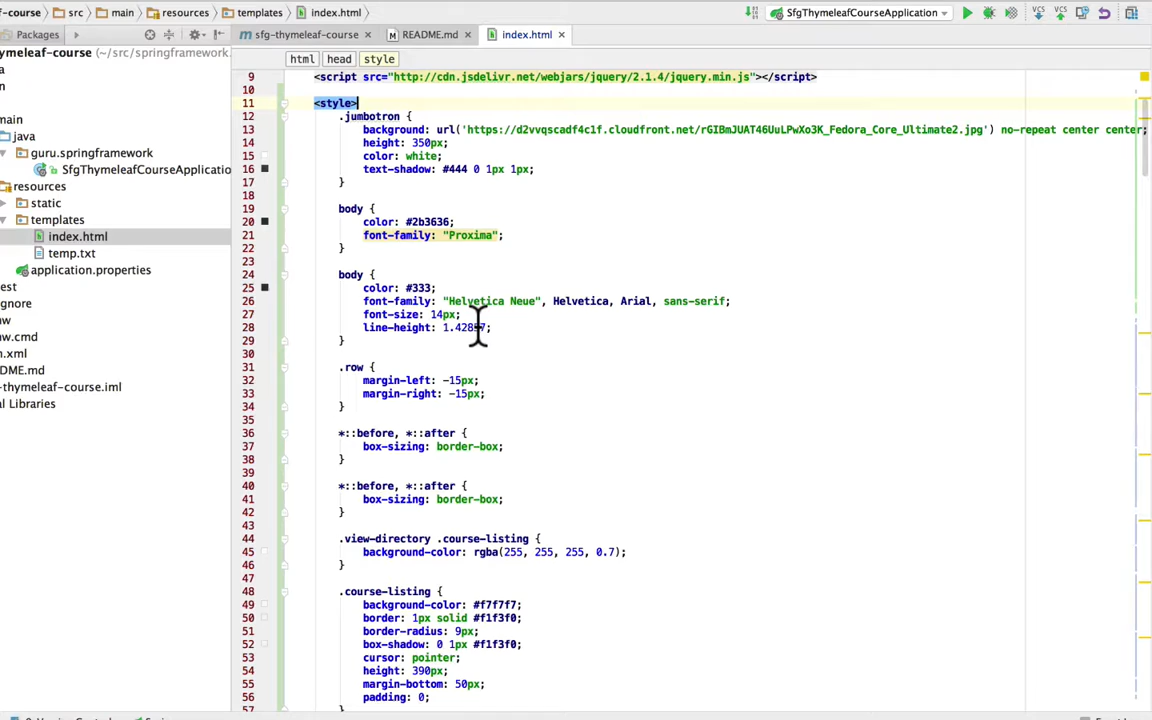 f-course src main resources templates index.html SfgThymeleafCourseApplication
Packages sfg-thymeleaf-course README.md index.html
ymeleaf-course (~/src/springframework.
a
n
main
java
guru.springframework
SfgThymeleafCourseApplicatio
resources
static
templates
index.html
temp.txt
application.properties
est
gnore
nw
nw.cmd
n.xml
DME.md
-thymeleaf-course.iml
al Libraries
html head style
9 <script src="http://cdn.jsdelivr.net/webjars/jquery/2.1.4/jquery.min.js"></script>
10
11 <style>
12 .jumbotron {
13 background: url('https://d2vvqscadf4c1f.cloudfront.net/rGIBmJUAT46UuLPwXo3K_Fedora_Core_Ultimate2.jpg') no-repeat center center;
14 height: 350px;
15 color: white;
16 text-shadow: #444 0 1px 1px;
17 }
18
19 body {
20 color: #2b3636;
21 font-family: "Proxima";
22 }
23
24 body {
25 color: #333;
26 font-family: "Helvetica Neue", Helvetica, Arial, sans-serif;
27 font-size: 14px;
28 line-height: 1.42857;
29 }
30
31 .row {
32 margin-left: -15px;
33 margin-right: -15px;
34 }
35
36 *::before, *::after {
37 box-sizing: border-box;
38 }
39
40 *::before, *::after {
41 box-sizing: border-box;
42 }
43
44 .view-directory .course-listing {
45 background-color: rgba(255, 255, 255, 0.7);
46 }
47
48 .course-listing {
49 background-color: #f7f7f7;
50 border: 1px solid #f1f3f0;
51 border-radius: 9px;
52 box-shadow: 0 1px #f1f3f0;
53 cursor: pointer;
54 height: 390px;
55 margin-bottom: 50px;
56 padding: 0;
57 }